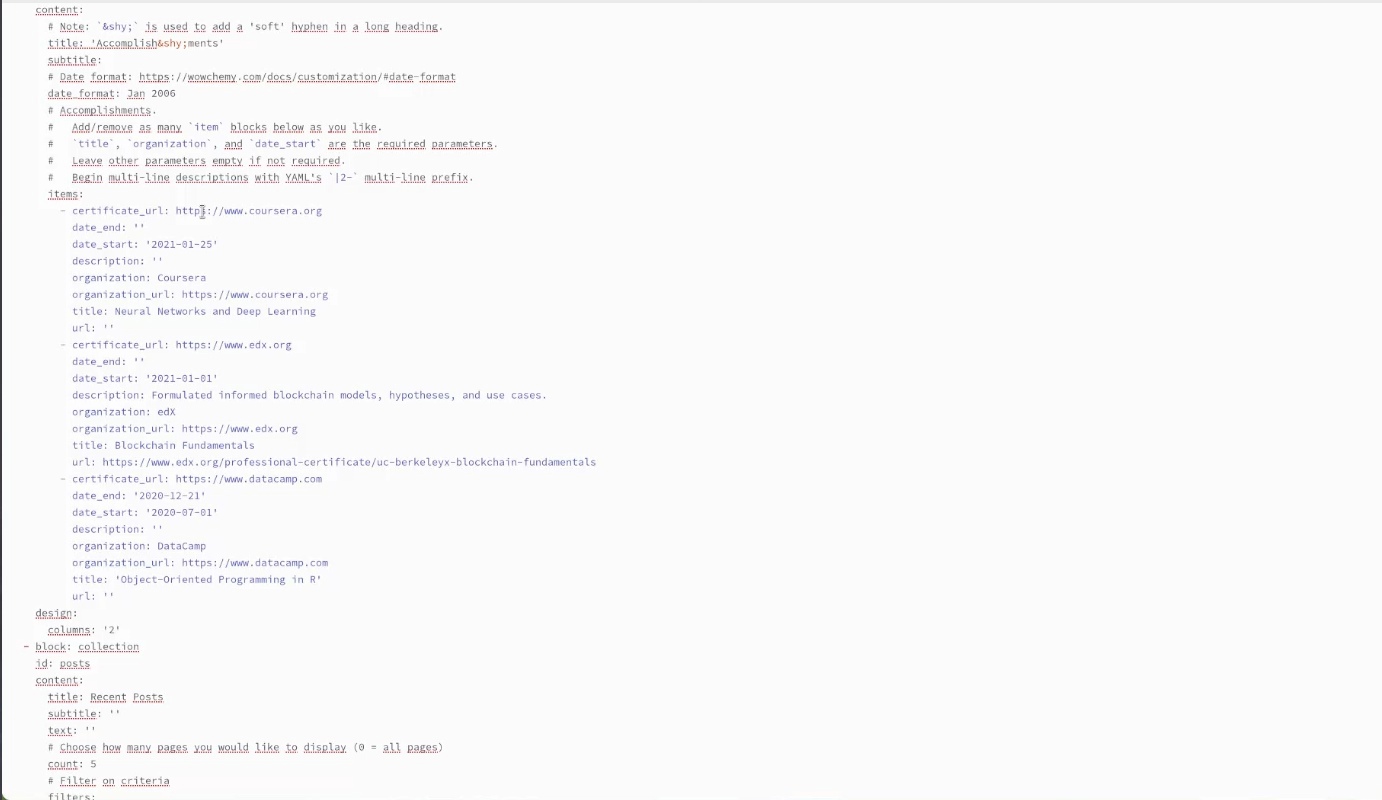 content:
# Note: `&shy;` is used to add a 'soft' hyphen in a long heading.
title: 'Accomplish&shy;ments'
subtitle:
# Date format: https://wowchemy.com/docs/customization/#date-format
date_format: Jan 2006
# Accomplishments.
#   Add/remove as many `item` blocks below as you like.
#   `title`, `organization`, and `date_start` are the required parameters.
#   Leave other parameters empty if not required.
#   Begin multi-line descriptions with YAML's `|2-` multi-line prefix.
items:
- certificate_url: https://www.coursera.org
date_end: ''
date_start: '2021-01-25'
description: ''
organization: Coursera
organization_url: https://www.coursera.org
title: Neural Networks and Deep Learning
url: ''
- certificate_url: https://www.edx.org
date_end: ''
date_start: '2021-01-01'
description: Formulated informed blockchain models, hypotheses, and use cases.
organization: edX
organization_url: https://www.edx.org
title: Blockchain Fundamentals
url: https://www.edx.org/professional-certificate/uc-berkeleyx-blockchain-fundamentals
- certificate_url: https://www.datacamp.com
date_end: '2020-12-21'
date_start: '2020-07-01'
description: ''
organization: DataCamp
organization_url: https://www.datacamp.com
title: 'Object-Oriented Programming in R'
url: ''
design:
columns: '2'
- block: collection
id: posts
content:
title: Recent Posts
subtitle: ''
text: ''
# Choose how many pages you would like to display (0 = all pages)
count: 5
# Filter on criteria
filters: